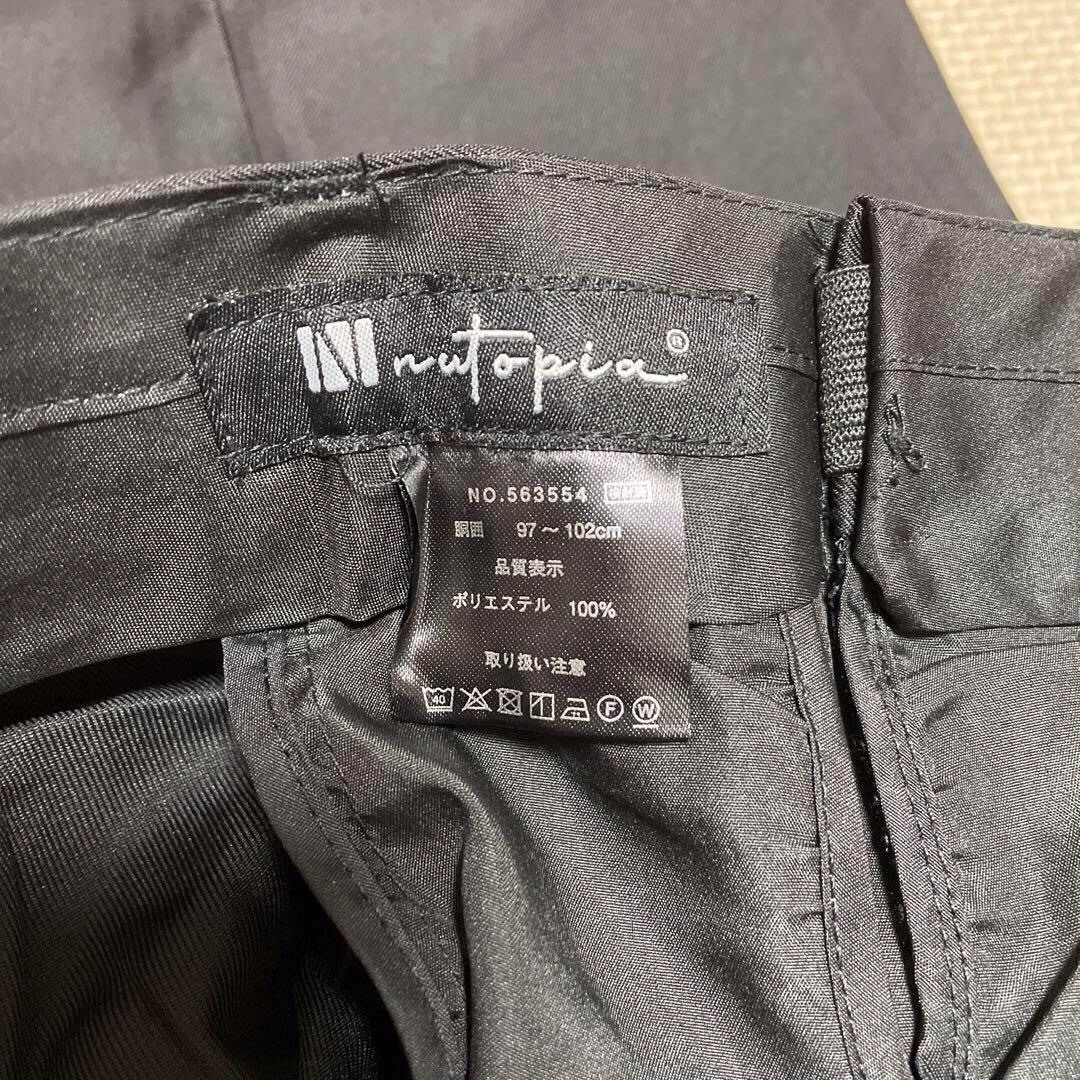 nutopia®
NO.563554
胴囲 97～102cm
品質表示
ポリエステル 100%
取り扱い注意
40 F W